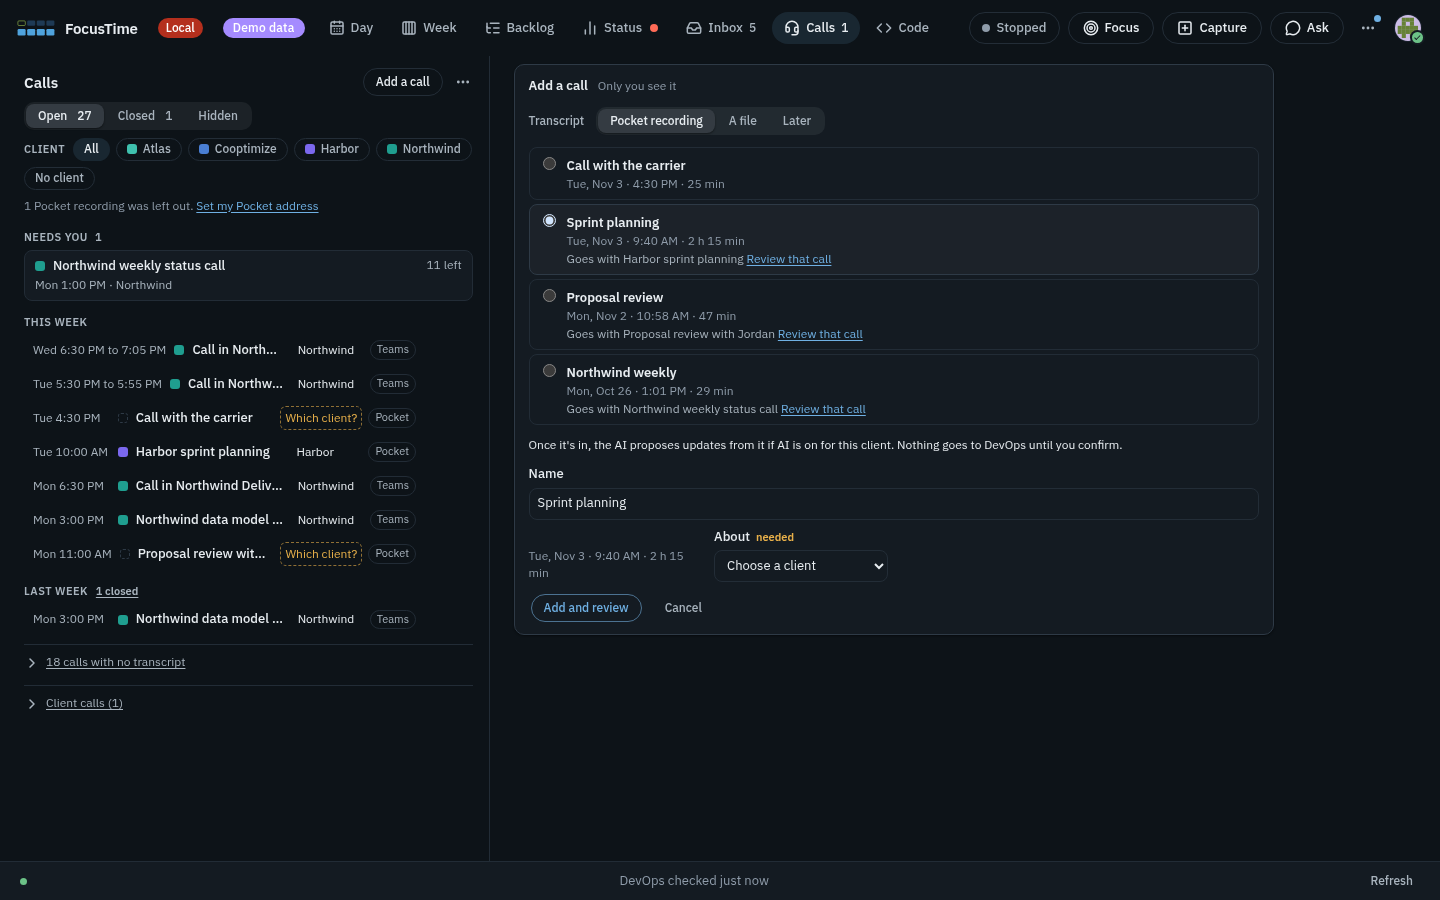 FocusTime
Local
Demo data
Day
Week
Backlog
Status
Inbox 5
Calls 1
Code
Stopped
Focus
Capture
Ask
Calls
Add a call
Open 27
Closed 1
Hidden
CLIENT
All
Atlas
Cooptimize
Harbor
Northwind
No client
1 Pocket recording was left out. Set my Pocket address
NEEDS YOU 1
Northwind weekly status call
11 left
Mon 1:00 PM · Northwind
THIS WEEK
Wed 6:30 PM to 7:05 PM Call in North... Northwind Teams
Tue 5:30 PM to 5:55 PM Call in Northw... Northwind Teams
Tue 4:30 PM Call with the carrier Which client? Pocket
Tue 10:00 AM Harbor sprint planning Harbor Pocket
Mon 6:30 PM Call in Northwind Deliv... Northwind Teams
Mon 3:00 PM Northwind data model ... Northwind Teams
Mon 11:00 AM Proposal review wit... Which client? Pocket
LAST WEEK 1 closed
Mon 3:00 PM Northwind data model ... Northwind Teams
18 calls with no transcript
Client calls (1)
Add a call Only you see it
Transcript
Pocket recording
A file
Later
Call with the carrier
Tue, Nov 3 · 4:30 PM · 25 min
Sprint planning
Tue, Nov 3 · 9:40 AM · 2 h 15 min
Goes with Harbor sprint planning Review that call
Proposal review
Mon, Nov 2 · 10:58 AM · 47 min
Goes with Proposal review with Jordan Review that call
Northwind weekly
Mon, Oct 26 · 1:01 PM · 29 min
Goes with Northwind weekly status call Review that call
Once it's in, the AI proposes updates from it if AI is on for this client. Nothing goes to DevOps until you confirm.
Name
Sprint planning
Tue, Nov 3 · 9:40 AM · 2 h 15
min
About needed
Choose a client
Add and review
Cancel
DevOps checked just now
Refresh